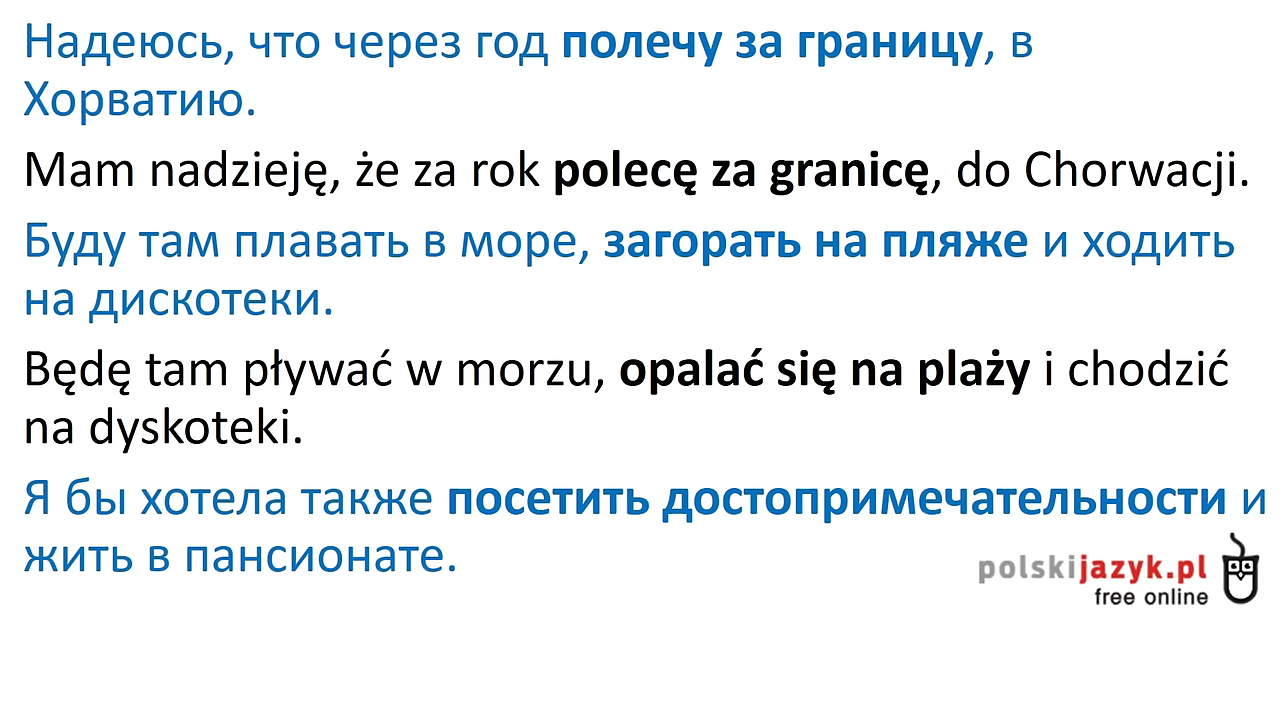 Надеюсь, что через год полечу за границу, в
Хорватию.
Mam nadzieję, że za rok polecę za granicę, do Chorwacji.
Буду там плавать в море, загорать на пляже и ходить
на дискотеки.
Będę tam pływać w morzu, opalać się na plaży i chodzić
na dyskoteki.
Я бы хотела также посетить достопримечательности и
жить в пансионате.
polskijazyk.pl
free online